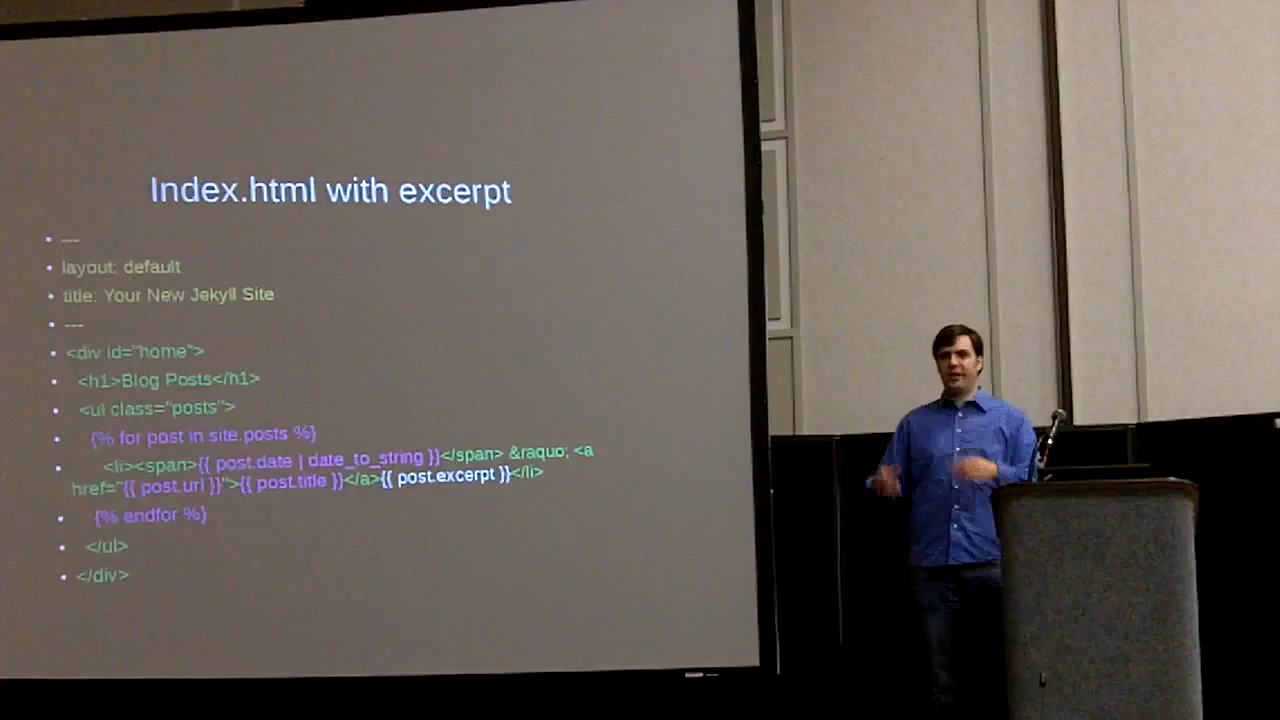 Index.html with excerpt
• ---
• layout: default
• title: Your New Jekyll Site
• ---
• <div id="home">
• <h1>Blog Posts</h1>
• <ul class="posts">
• {% for post in site.posts %}
• <li><span>{{ post.date | date_to_string }}</span> &raquo; <a
href="{{ post.url }}">{{ post.title }}</a>{{ post.excerpt }}</li>
• {% endfor %}
• </ul>
• </div>